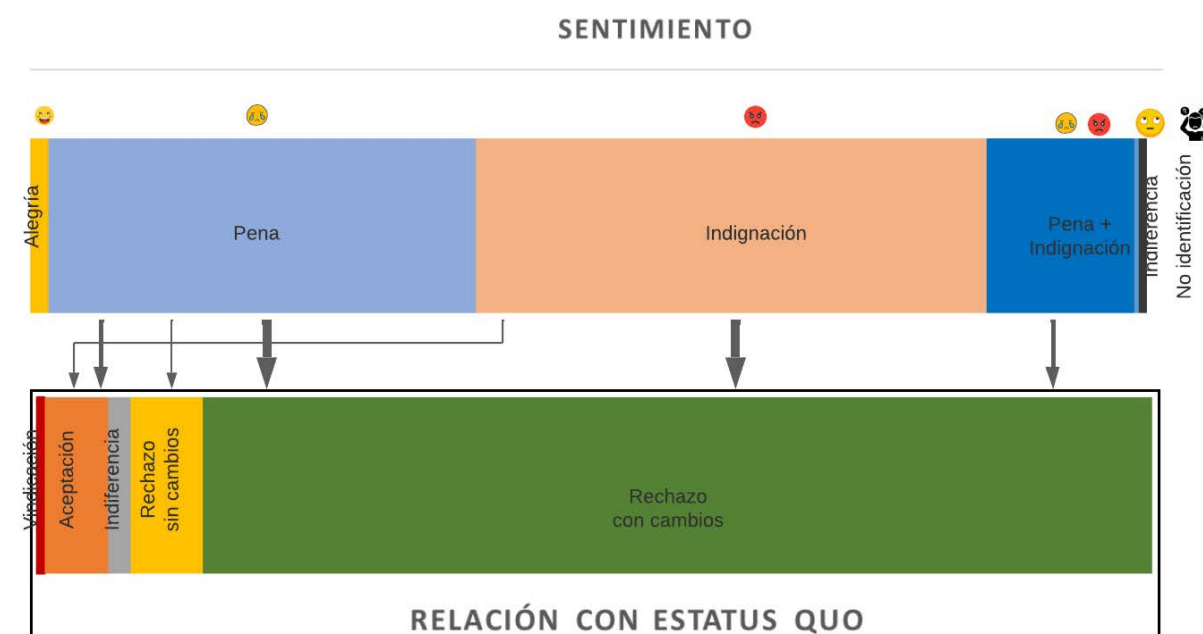 SENTIMIENTO
Alegría
Pena
Indignación
Pena +
Indignación
Indiferencia
No identificación
Vindicación
Aceptación
Indiferencia
Rechazo
sin cambios
Rechazo
con cambios
RELACIÓN CON ESTATUS QUO